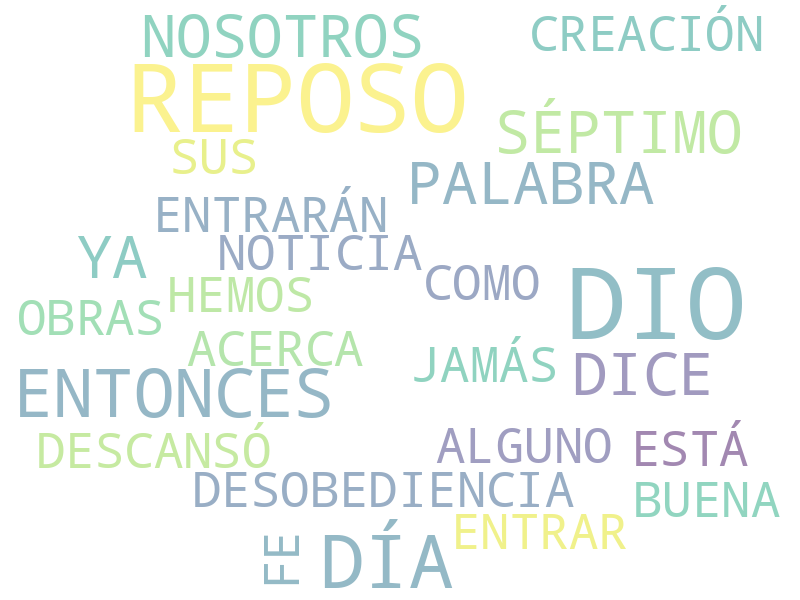 NOSOTROS
CREACIÓN
REPOSO
SÉPTIMO
SUS
PALABRA
ENTRARÁN
NOTICIA
YA
COMO
HEMOS
DIO
OBRAS
ACERCA
JAMÁS
DICE
ENTONCES
DESCANSÓ
ALGUNO
ESTÁ
DESOBEDIENCIA
BUENA
ENTRAR
FE
DÍA